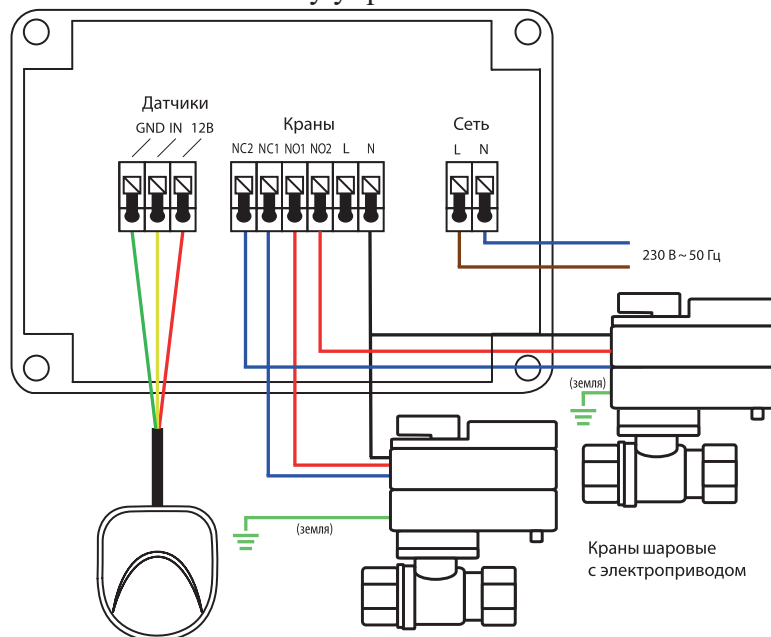 Датчики
GND IN 12В
Краны
NC2 NC1 NO1 NO2 L N
Сеть
L N
230 В ~ 50 Гц
(земля)
(земля)
Краны шаровые
с электроприводом